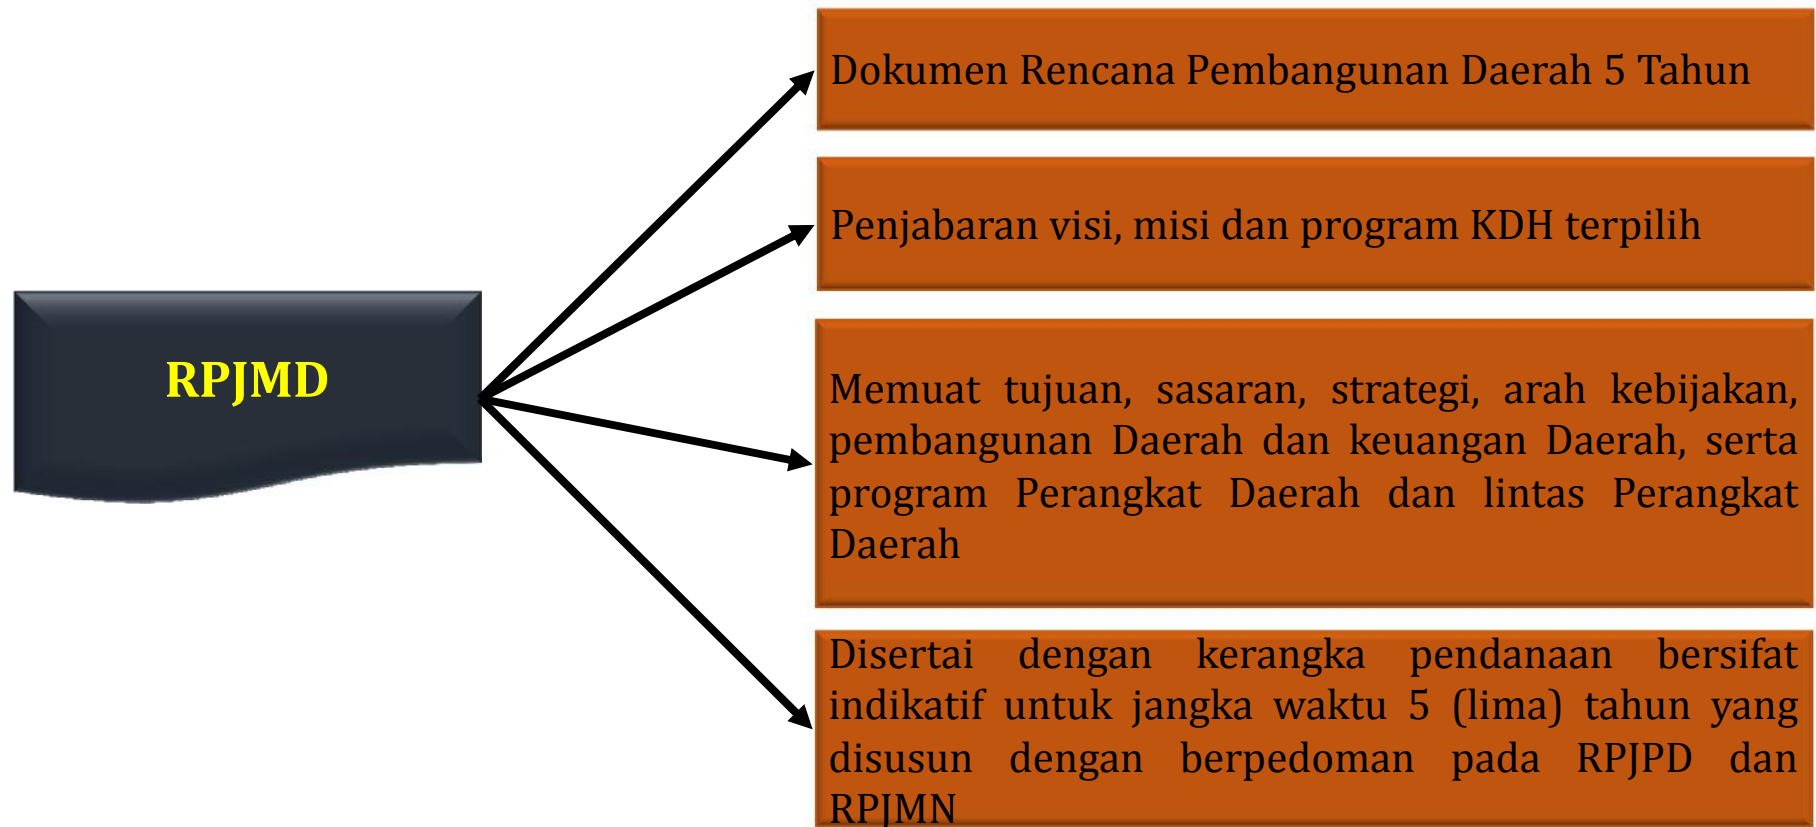 RPJMD
Dokumen Rencana Pembangunan Daerah 5 Tahun
Penjabaran visi, misi dan program KDH terpilih
Memuat tujuan, sasaran, strategi, arah kebijakan,
pembangunan Daerah dan keuangan Daerah, serta
program Perangkat Daerah dan lintas Perangkat
Daerah
Disertai dengan kerangka pendanaan bersifat
indikatif untuk jangka waktu 5 (lima) tahun yang
disusun dengan berpedoman pada RPJPD dan
RPJMN